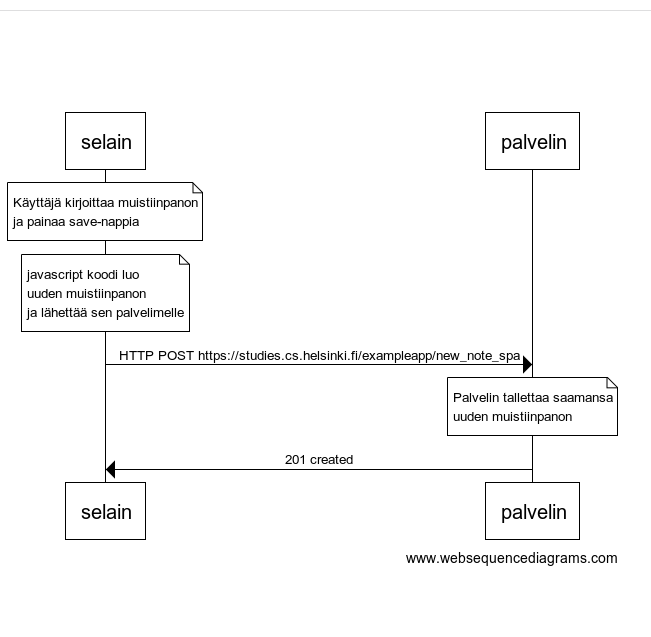 selain
palvelin
Käyttäjä kirjoittaa muistiinpanon
ja painaa save-nappia
javascript koodi luo
uuden muistiinpanon
ja lähettää sen palvelimelle
HTTP POST https://studies.cs.helsinki.fi/exampleapp/new_note_spa
Palvelin tallettaa saamansa
uuden muistiinpanon
201 created
selain
palvelin
www.websequencediagrams.com